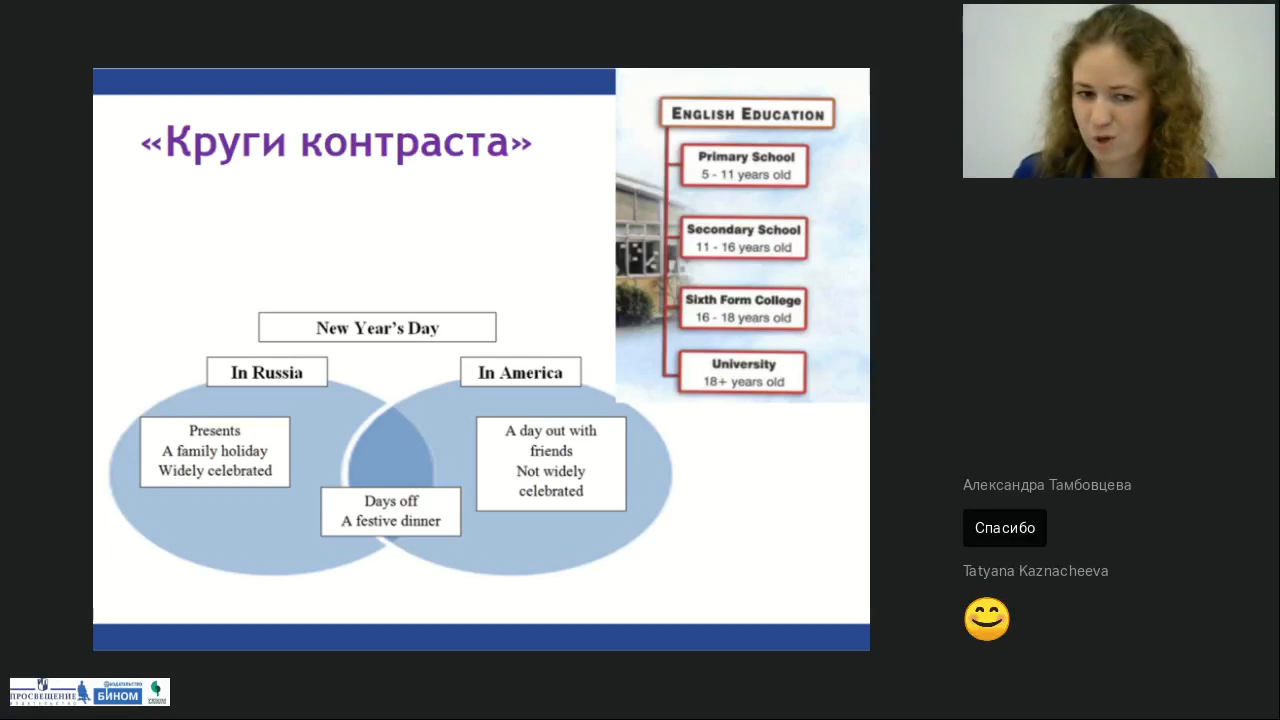 «Круги контраста»
ENGLISH EDUCATION
Primary School
5 - 11 years old
Secondary School
11 - 16 years old
Sixth Form College
16 - 18 years old
University
18+ years old
New Year's Day
In Russia
In America
Presents
A family holiday
Widely celebrated
A day out with
friends
Not widely
celebrated
Days off
A festive dinner
Александра Тамбовцева
Спасибо
Tatyana Kaznacheeva
ПРОСВЕЩЕНИЕ
ИЗДАТЕЛЬСТВО
ИЗДАТЕЛЬСТВО
БИНОМ